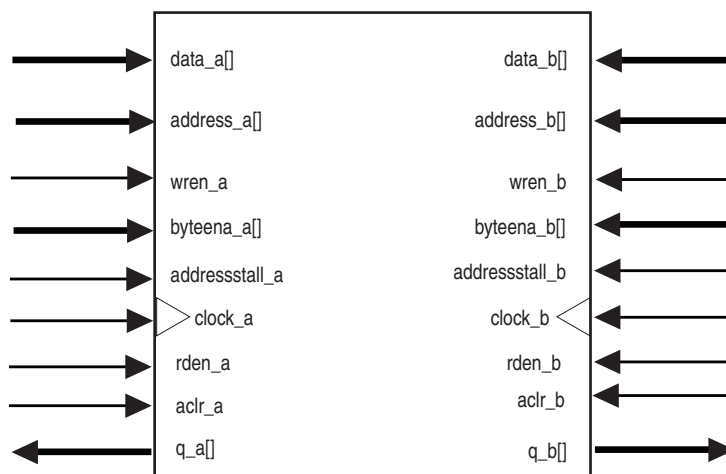 data_a[] data_b[]
address_a[] address_b[]
wren_a wren_b
byteena_a[] byteena_b[]
addressstall_a addressstall_b
clock_a clock_b
rden_a rden_b
aclr_a aclr_b
q_a[] q_b[]